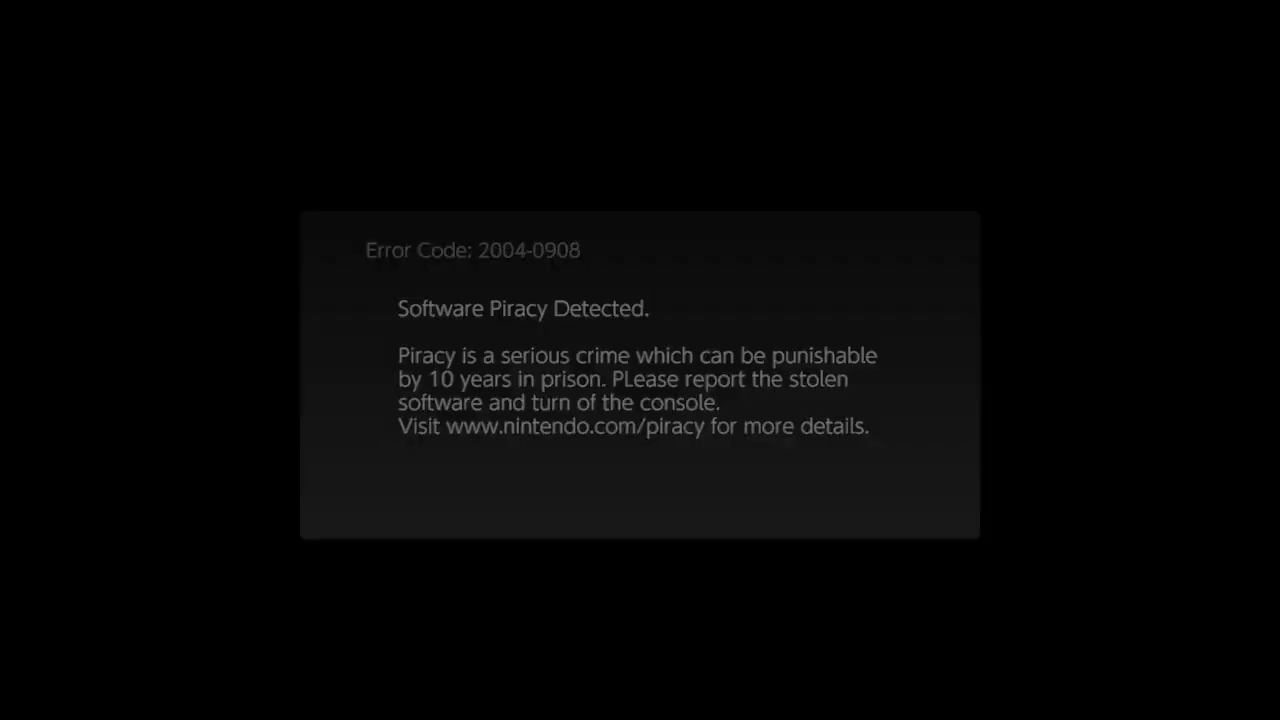 Error Code: 2004-0908
Software Piracy Detected.
Piracy is a serious crime which can be punishable
by 10 years in prison. PLease report the stolen
software and turn of the console.
Visit www.nintendo.com/piracy for more details.